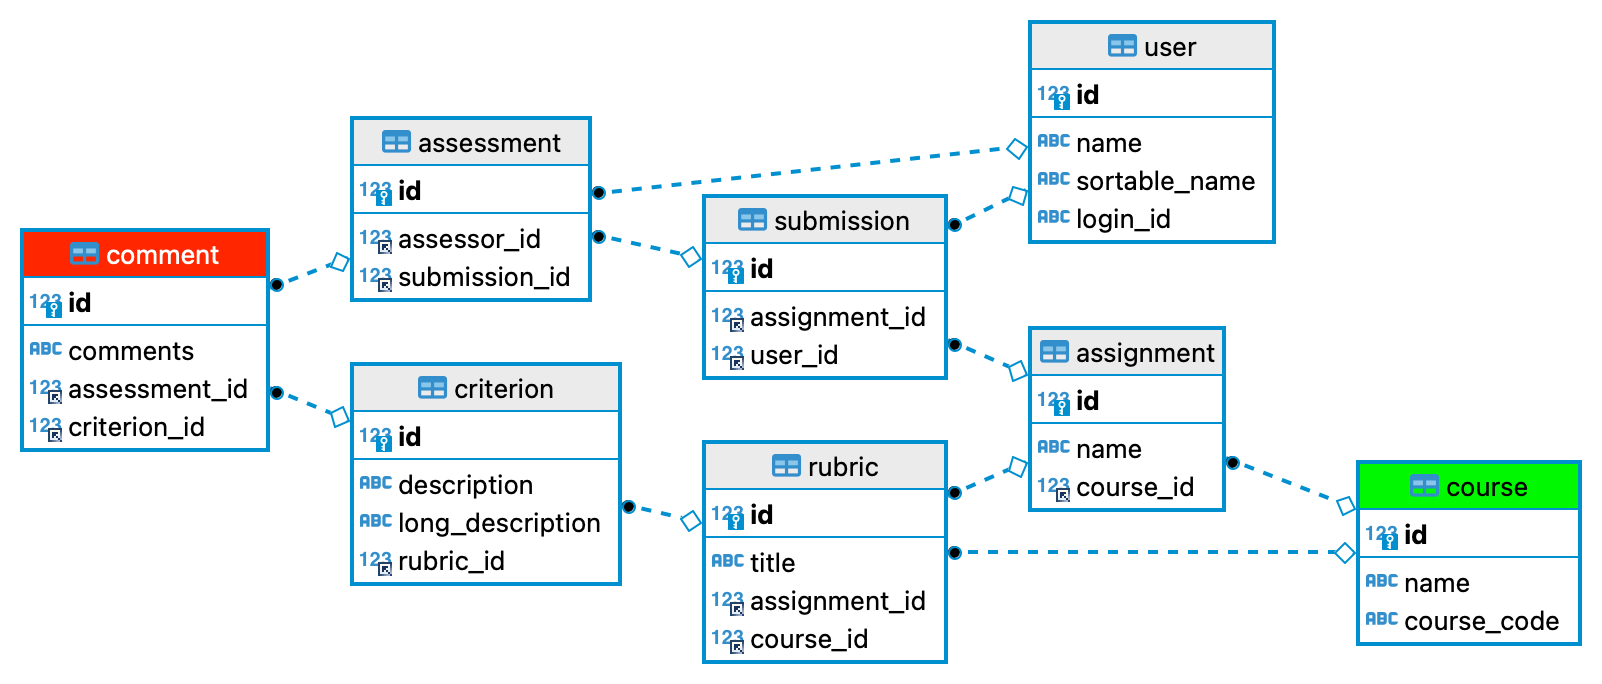 user
123 id
ABC name
ABC sortable_name
ABC login_id
assessment
123 id
123 assessor_id
123 submission_id
submission
123 id
123 assignment_id
123 user_id
comment
123 id
ABC comments
123 assessment_id
123 criterion_id
criterion
123 id
ABC description
ABC long_description
123 rubric_id
assignment
123 id
ABC name
123 course_id
rubric
123 id
ABC title
123 assignment_id
123 course_id
course
123 id
ABC name
ABC course_code